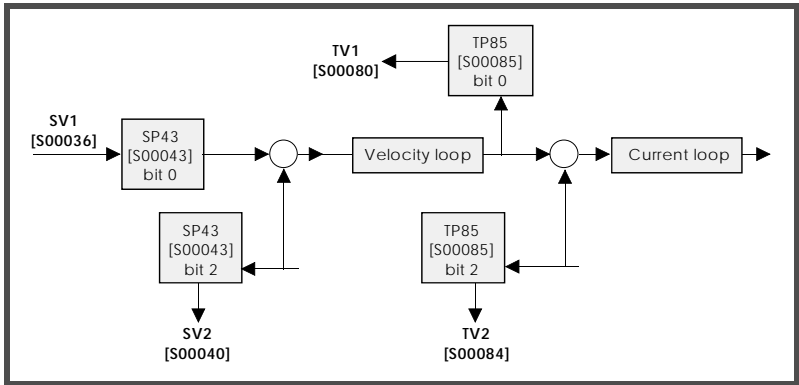 TV1
[S00080]
TP85
[S00085]
bit 0
SV1
[S00036]
SP43
[S00043]
bit 0
Velocity loop
Current loop
SP43
[S00043]
bit 2
TP85
[S00085]
bit 2
SV2
[S00040]
TV2
[S00084]